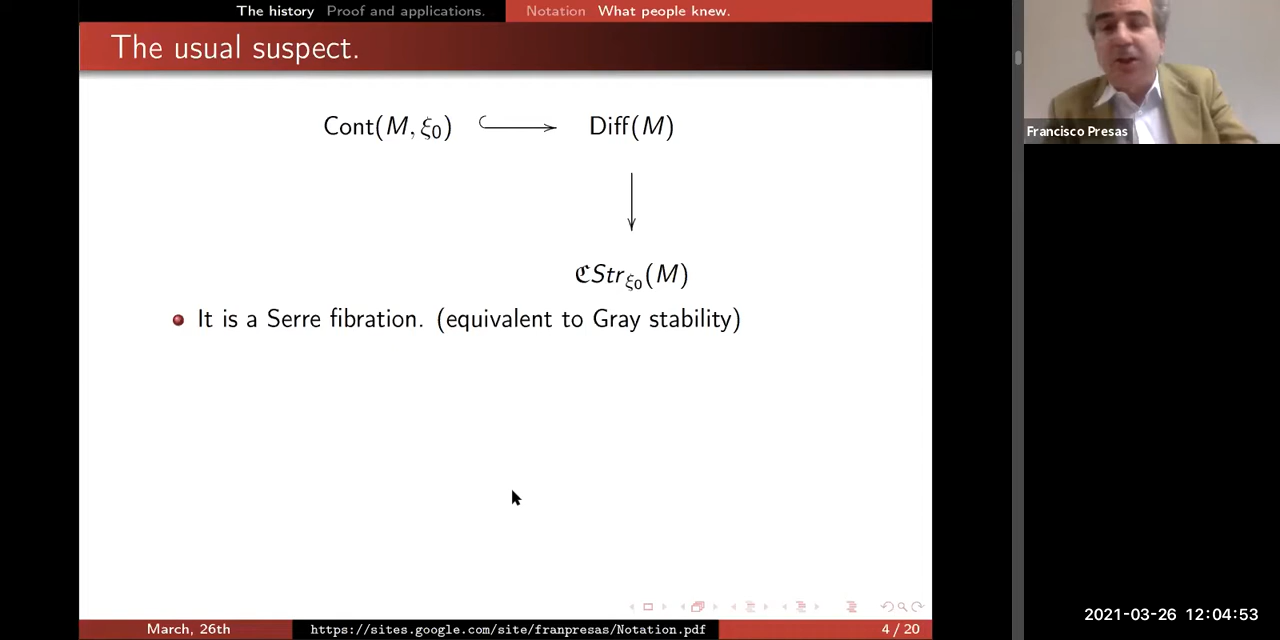 The history Proof and applications. Notation What people knew.
The usual suspect.
Cont(M, ξ₀) Diff(M)
ℭStr_ξ₀(M)
It is a Serre fibration. (equivalent to Gray stability)
Francisco Presas
2021-03-26 12:04:53
March, 26th https://sites.google.com/site/franpresas/Notation.pdf 4 / 20